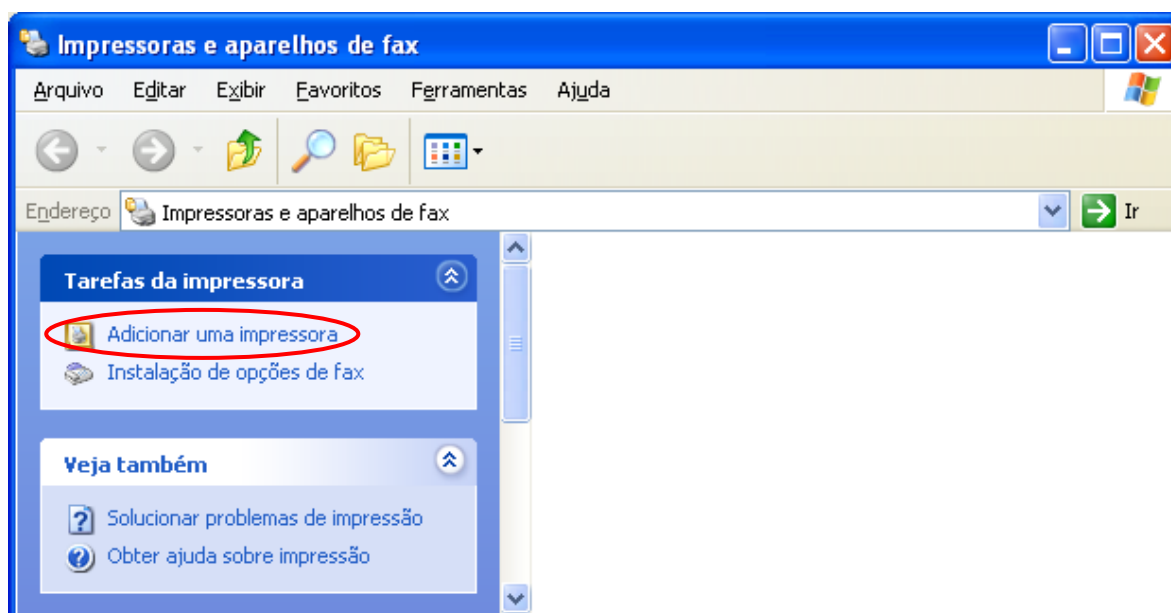 Impressoras e aparelhos de fax
Arquivo Editar Exibir Favoritos Ferramentas Ajuda
Endereço Impressoras e aparelhos de fax Ir
Tarefas da impressora
Adicionar uma impressora
Instalação de opções de fax
Veja também
Solucionar problemas de impressão
Obter ajuda sobre impressão